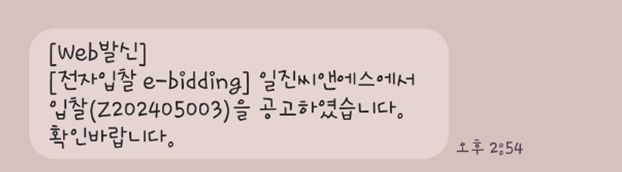 [Web발신]
[전자입찰 e-bidding] 일진씨앤에스에서
입찰(Z202405003)을 공고하였습니다.
확인바랍니다.
오후 2:54